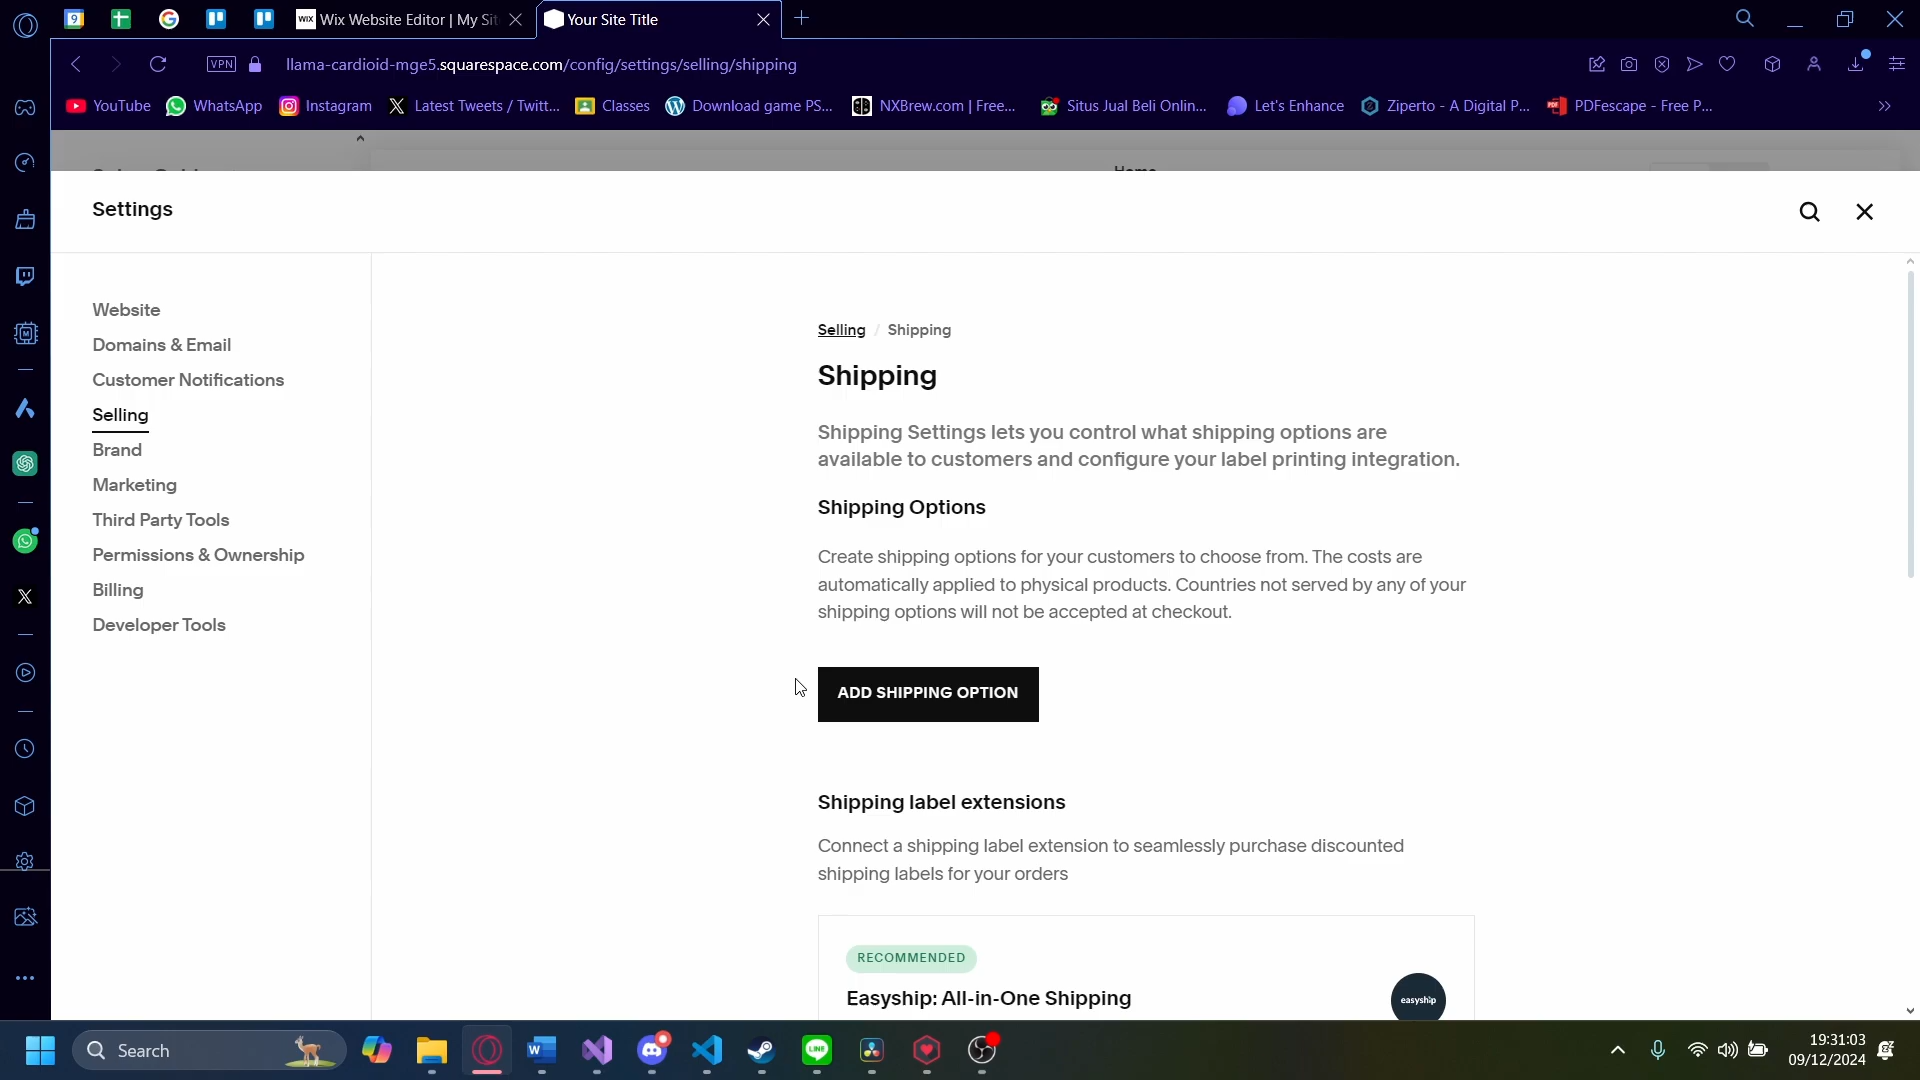 Wix Website Editor | My Sit
Your Site Title
VPN
llama-cardioid-mge5.squarespace.com/config/settings/selling/shipping
YouTube
WhatsApp
Instagram
Latest Tweets / Twitt...
Classes
Download game PS...
NXBrew.com | Free...
Situs Jual Beli Onlin...
Let's Enhance
Ziperto - A Digital P...
PDFescape - Free P...
Settings
Website
Domains & Email
Customer Notifications
Selling
Brand
Marketing
Third Party Tools
Permissions & Ownership
Billing
Developer Tools
Selling / Shipping
Shipping
Shipping Settings lets you control what shipping options are
available to customers and configure your label printing integration.
Shipping Options
Create shipping options for your customers to choose from. The costs are
automatically applied to physical products. Countries not served by any of your
shipping options will not be accepted at checkout.
ADD SHIPPING OPTION
Shipping label extensions
Connect a shipping label extension to seamlessly purchase discounted
shipping labels for your orders
RECOMMENDED
Easyship: All-in-One Shipping
easyship
Search
LINE
19:31:03
09/12/2024